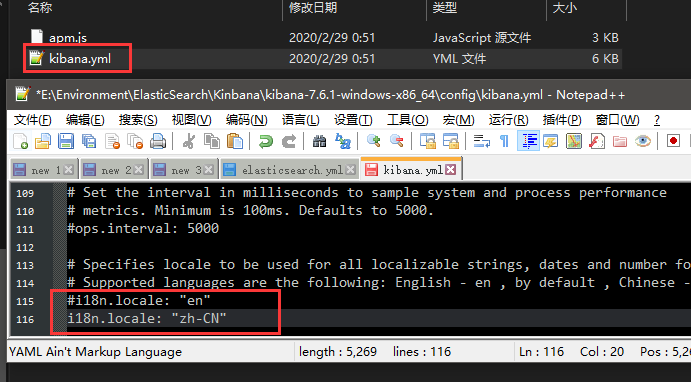 名称 修改日期 类型 大小
apm.js 2020/2/29 0:51 JavaScript 源文件 3 KB
kibana.yml 2020/2/29 0:51 YML 文件 6 KB
*E:\Environment\ElasticSearch\Kinbana\kibana-7.6.1-windows-x86_64\config\kibana.yml - Notepad++
文件(F) 编辑(E) 搜索(S) 视图(V) 编码(N) 语言(L) 设置(T) 工具(O) 宏(M) 运行(R) 插件(P) 窗口(W) ?
new 1 new 2 new 3 elasticsearch.yml kibana.yml
109 # Set the interval in milliseconds to sample system and process performance
110 # metrics. Minimum is 100ms. Defaults to 5000.
111 #ops.interval: 5000
112
113 # Specifies locale to be used for all localizable strings, dates and number fo
114 # Supported languages are the following: English - en , by default , Chinese -
115 #i18n.locale: "en"
116 i18n.locale: "zh-CN"
YAML Ain't Markup Language length : 5,269 lines : 116 Ln : 116 Col : 20 Pos : 5,